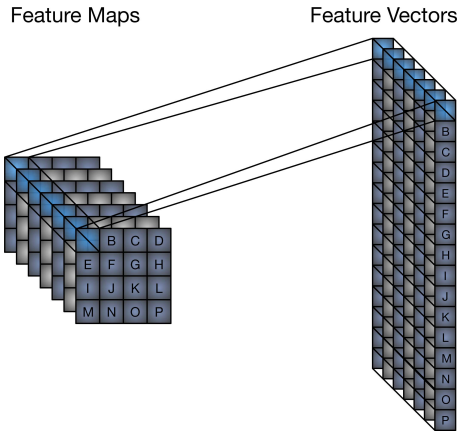 Feature Maps
Feature Vectors
B C D
E F G H
I J K L
M N O P
B
C
D
E
F
G
H
I
J
K
L
M
N
O
P